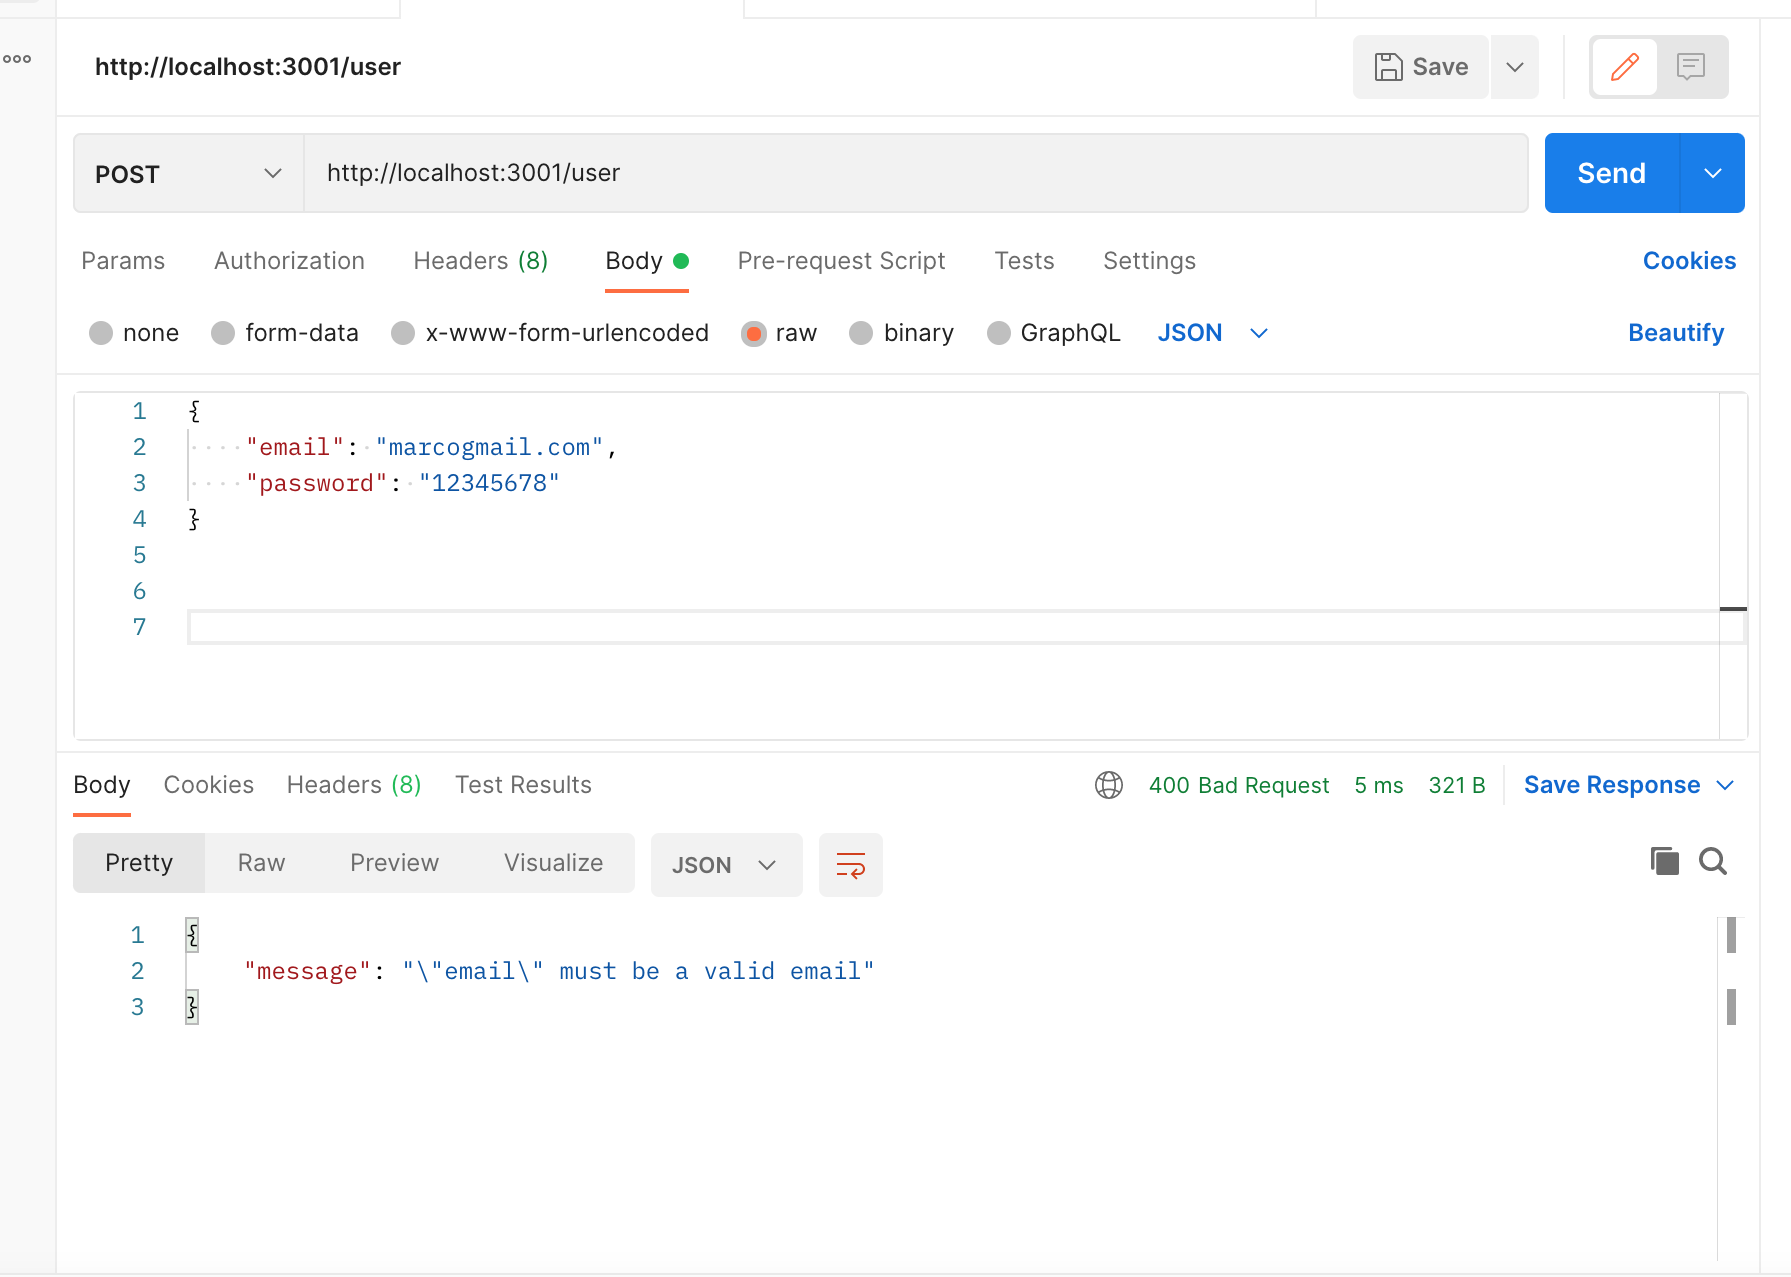 http://localhost:3001/user
Save
POST
http://localhost:3001/user
Send
Params Authorization Headers (8) Body Pre-request Script Tests Settings Cookies
none form-data x-www-form-urlencoded raw binary GraphQL JSON Beautify
1 {
2 "email": "marcogmail.com",
3 "password": "12345678"
4 }
5
6
7
Body Cookies Headers (8) Test Results 400 Bad Request 5 ms 321 B Save Response
Pretty Raw Preview Visualize JSON
1 {
2 "message": "\"email\" must be a valid email"
3 }